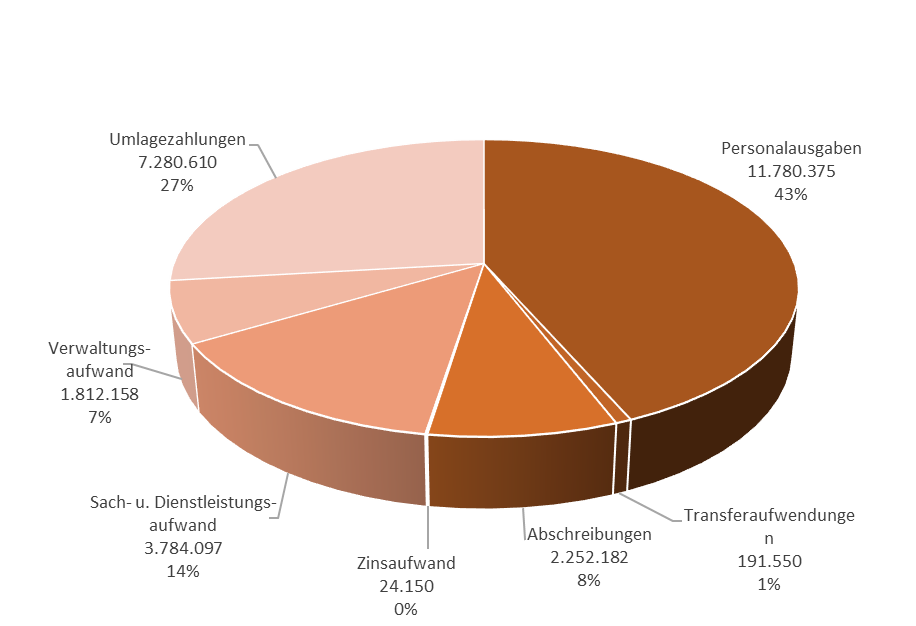 Umlagezahlungen
7.280.610
27%
Personalausgaben
11.780.375
43%
Verwaltungs-
aufwand
1.812.158
7%
Sach- u. Dienstleistungs-
aufwand
3.784.097
14%
Zinsaufwand
24.150
0%
Abschreibungen
2.252.182
8%
Transferaufwendunge
n
191.550
1%